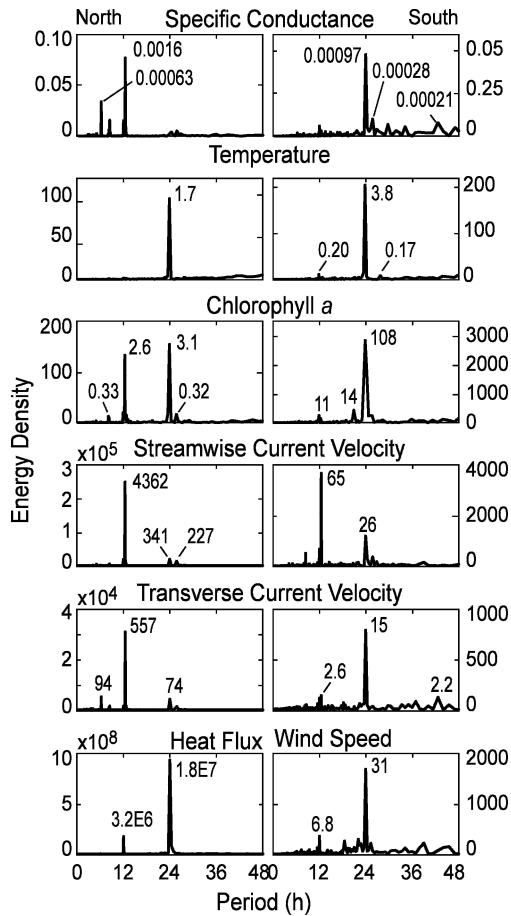 North Specific Conductance South
0.10 0.0016 0.00097 0.05
0.00063 0.00028
0.05 0.00021 0.25
0 0
Temperature
100 1.7 3.8 200
50 100
0.20 0.17
0 0
Chlorophyll a
200 2.6 3.1 108 3000
100 2000
0.33 0.32 11 14 1000
0 0
Energy Density
Streamwise Current Velocity
x10⁵
3 4362 65 4000
2 2000
1 341 227 26
0 0
Transverse Current Velocity
x10⁴
4 557 15 1000
2 94 74 2.6 2.2 500
0 0
x10⁸ Heat Flux Wind Speed
10 1.8E7 31 2000
5 3.2E6 6.8 1000
0 0
0 12 24 36 48 0 12 24 36 48
Period (h)